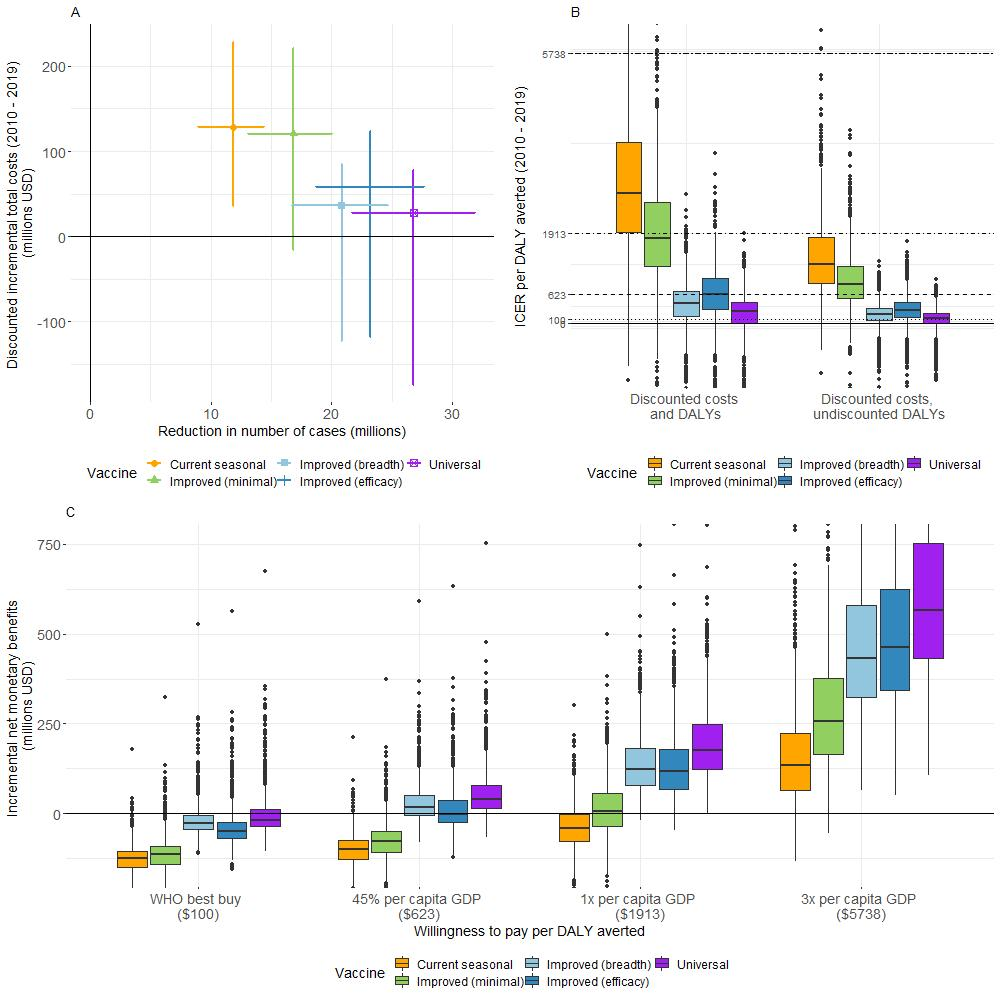 A
Discounted incremental total costs (2010 - 2019)
(millions USD)
200
100
0
-100
0
10
20
30
Reduction in number of cases (millions)
Vaccine
Current seasonal
Improved (minimal)
Improved (breadth)
Improved (efficacy)
Universal
B
ICER per DALY averted (2010 - 2019)
5738
1913
623
100
0
Discounted costs
and DALYs
Discounted costs,
undiscounted DALYs
Vaccine
Current seasonal
Improved (minimal)
Improved (breadth)
Improved (efficacy)
Universal
C
Incremental net monetary benefits
(millions USD)
750
500
250
0
WHO best buy
($100)
45% per capita GDP
($623)
1x per capita GDP
($1913)
3x per capita GDP
($5738)
Willingness to pay per DALY averted
Vaccine
Current seasonal
Improved (minimal)
Improved (breadth)
Improved (efficacy)
Universal